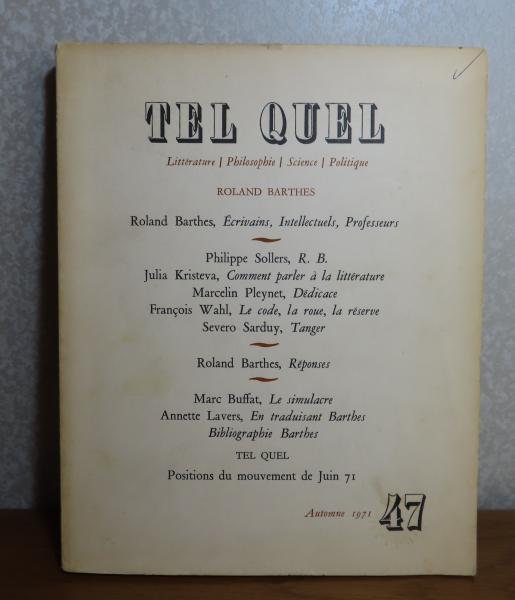 TEL QUEL
Littérature | Philosophie | Science | Politique
ROLAND BARTHES
Roland Barthes, Écrivains, Intellectuels, Professeurs
Philippe Sollers, R. B.
Julia Kristeva, Comment parler à la littérature
Marcelin Pleynet, Dédicace
François Wahl, Le code, la roue, la réserve
Severo Sarduy, Tanger
Roland Barthes, Réponses
Marc Buffat, Le simulacre
Annette Lavers, En traduisant Barthes
Bibliographie Barthes
TEL QUEL
Positions du mouvement de Juin 71
Automne 1971 47